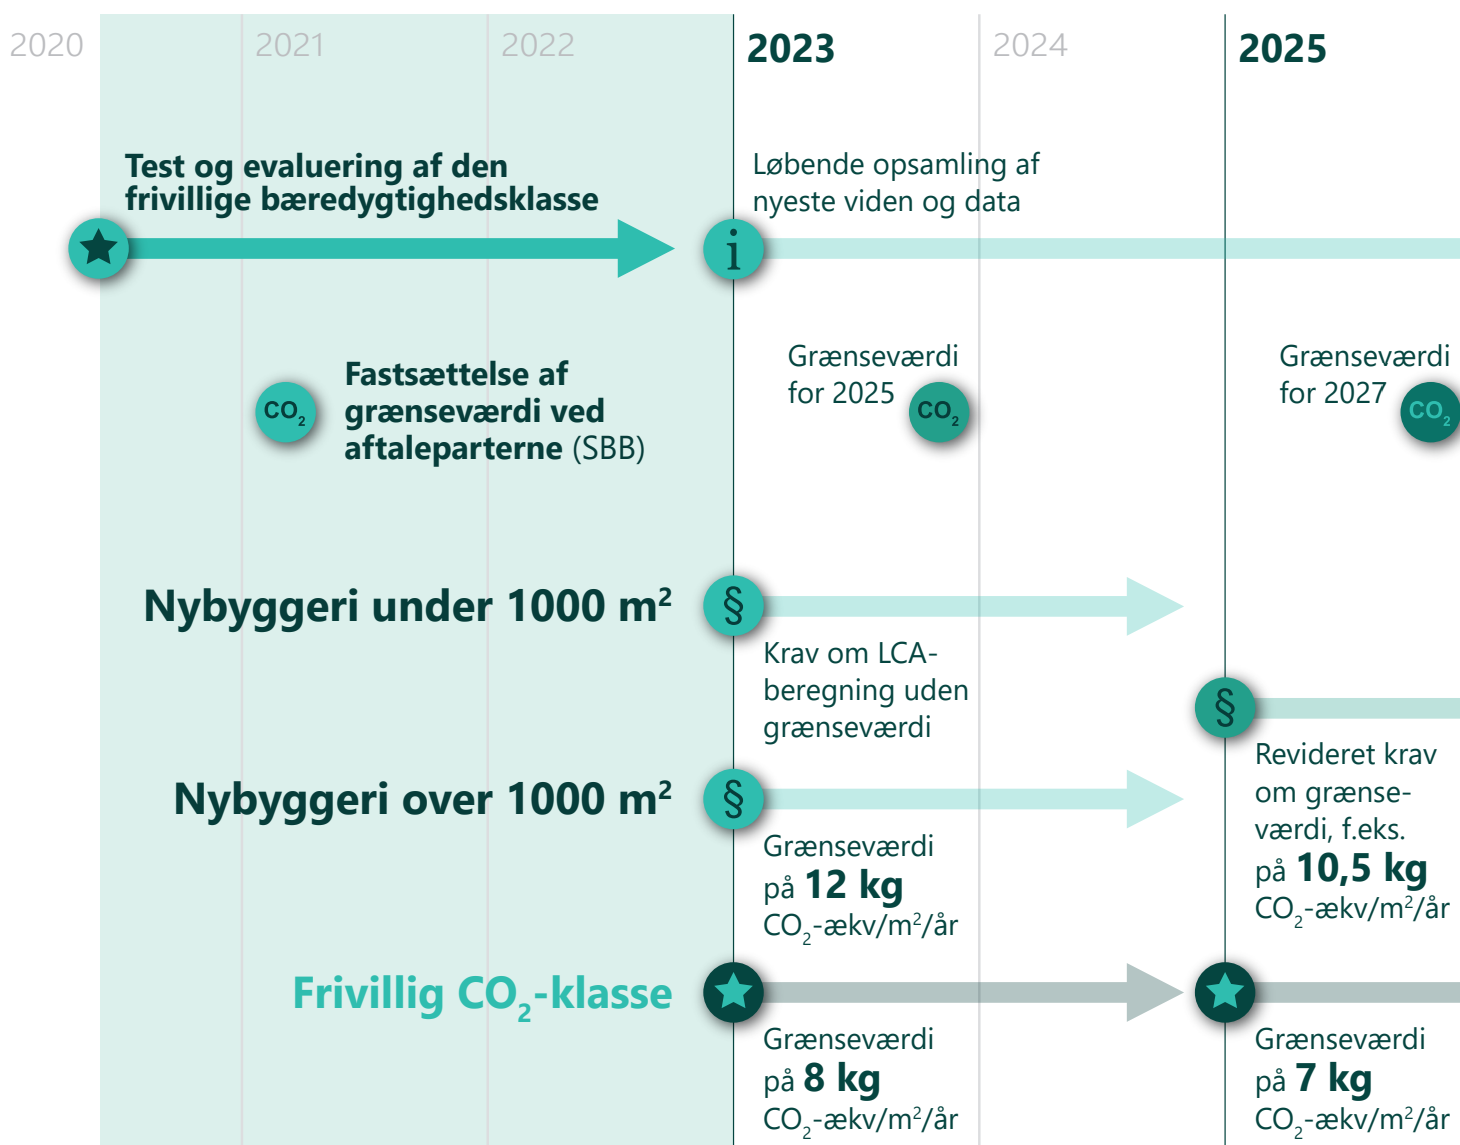 2020
2021
2022
2023
2024
2025
Test og evaluering af den
frivillige bæredygtighedsklasse
Løbende opsamling af
nyeste viden og data
i
CO₂
Fastsættelse af
grænseværdi ved
aftaleparterne (SBB)
Grænseværdi
for 2025
CO₂
Grænseværdi
for 2027
CO₂
Nybyggeri under 1000 m²
§
Krav om LCA-
beregning uden
grænseværdi
Nybyggeri over 1000 m²
§
Grænseværdi
på 12 kg
CO₂-ækv/m²/år
§
Revideret krav
om grænse-
værdi, f.eks.
på 10,5 kg
CO₂-ækv/m²/år
Frivillig CO₂-klasse
Grænseværdi
på 8 kg
CO₂-ækv/m²/år
Grænseværdi
på 7 kg
CO₂-ækv/m²/år